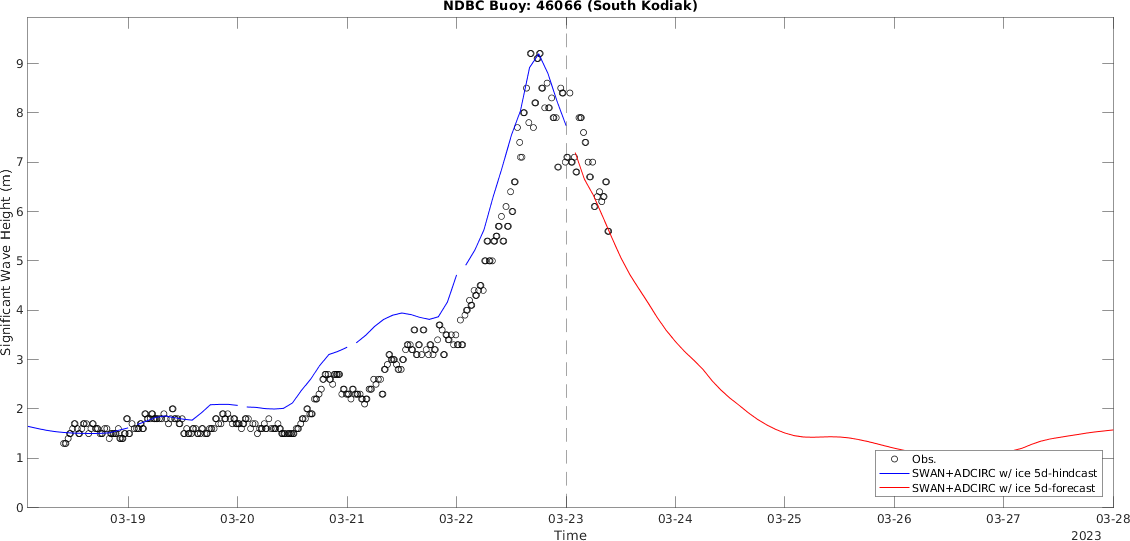 NDBC Buoy: 46066 (South Kodiak)
9
8
7
6
5
4
3
2
1
0
Significant Wave Height (m)
Obs.
SWAN+ADCIRC w/ ice 5d-hindcast
SWAN+ADCIRC w/ ice 5d-forecast
03-19 03-20 03-21 03-22 03-23 03-24 03-25 03-26 03-27 03-28
Time
2023